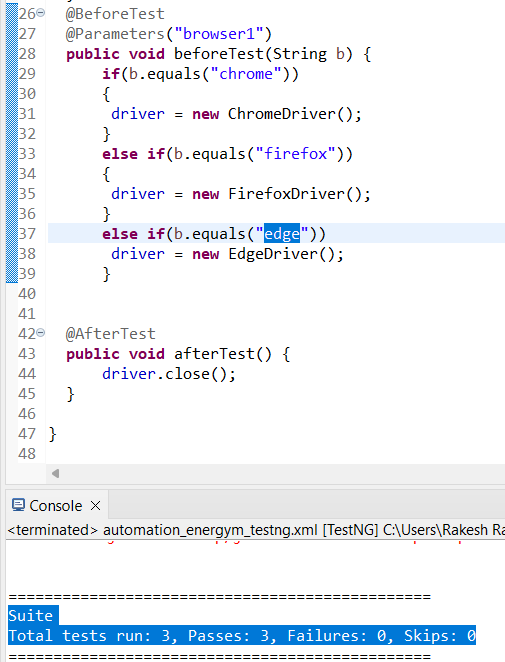 26 @BeforeTest
27 @Parameters("browser1")
28 public void beforeTest(String b) {
29 if(b.equals("chrome"))
30 {
31 driver = new ChromeDriver();
32 }
33 else if(b.equals("firefox"))
34 {
35 driver = new FirefoxDriver();
36 }
37 else if(b.equals("edge"))
38 driver = new EdgeDriver();
39 }
40
41
42 @AfterTest
43 public void afterTest() {
44 driver.close();
45 }
46
47 }
48
Console
<terminated> automation_energym_testng.xml [TestNG] C:\Users\Rakesh Ra
===============================================
Suite
Total tests run: 3, Passes: 3, Failures: 0, Skips: 0
===============================================